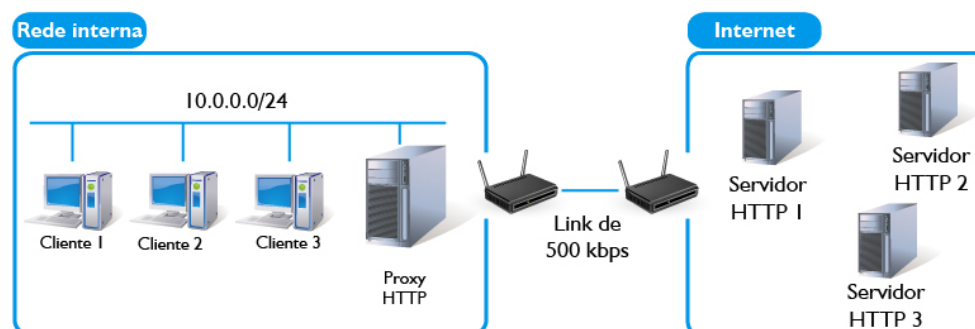 Rede interna
Internet
10.0.0.0/24
Cliente 1
Cliente 2
Cliente 3
Proxy
HTTP
Link de
500 kbps
Servidor
HTTP 1
Servidor
HTTP 2
Servidor
HTTP 3